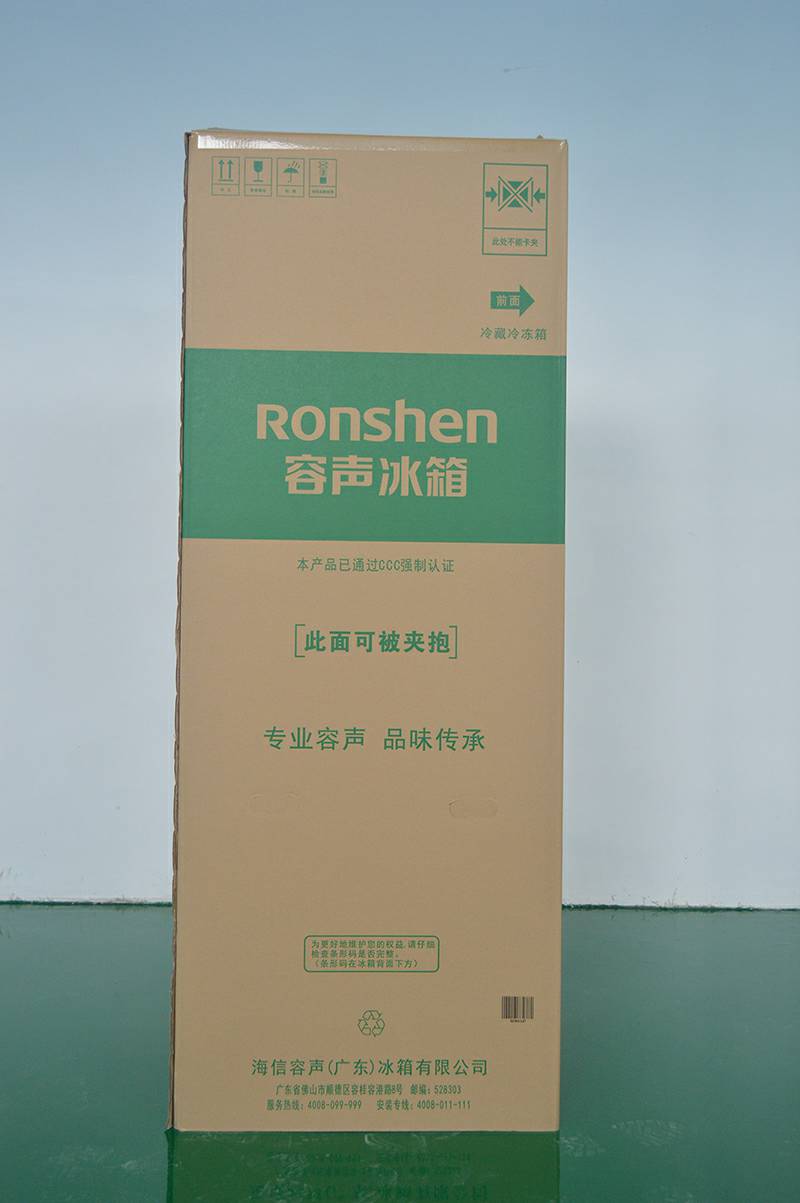 此处不能卡夹
前面
冷藏冷冻箱
Ronshen
容声冰箱
本产品已通过CCC强制认证
[此面可被夹抱]
专业容声 品味传承
为更好地维护您的权益,请仔细
检查条形码是否完整。
(条形码在冰箱背面下方)
海信容声(广东)冰箱有限公司
广东省佛山市顺德区容桂容港路8号 邮编:528303
服务热线:4008-099-999 安装专线:4008-011-111